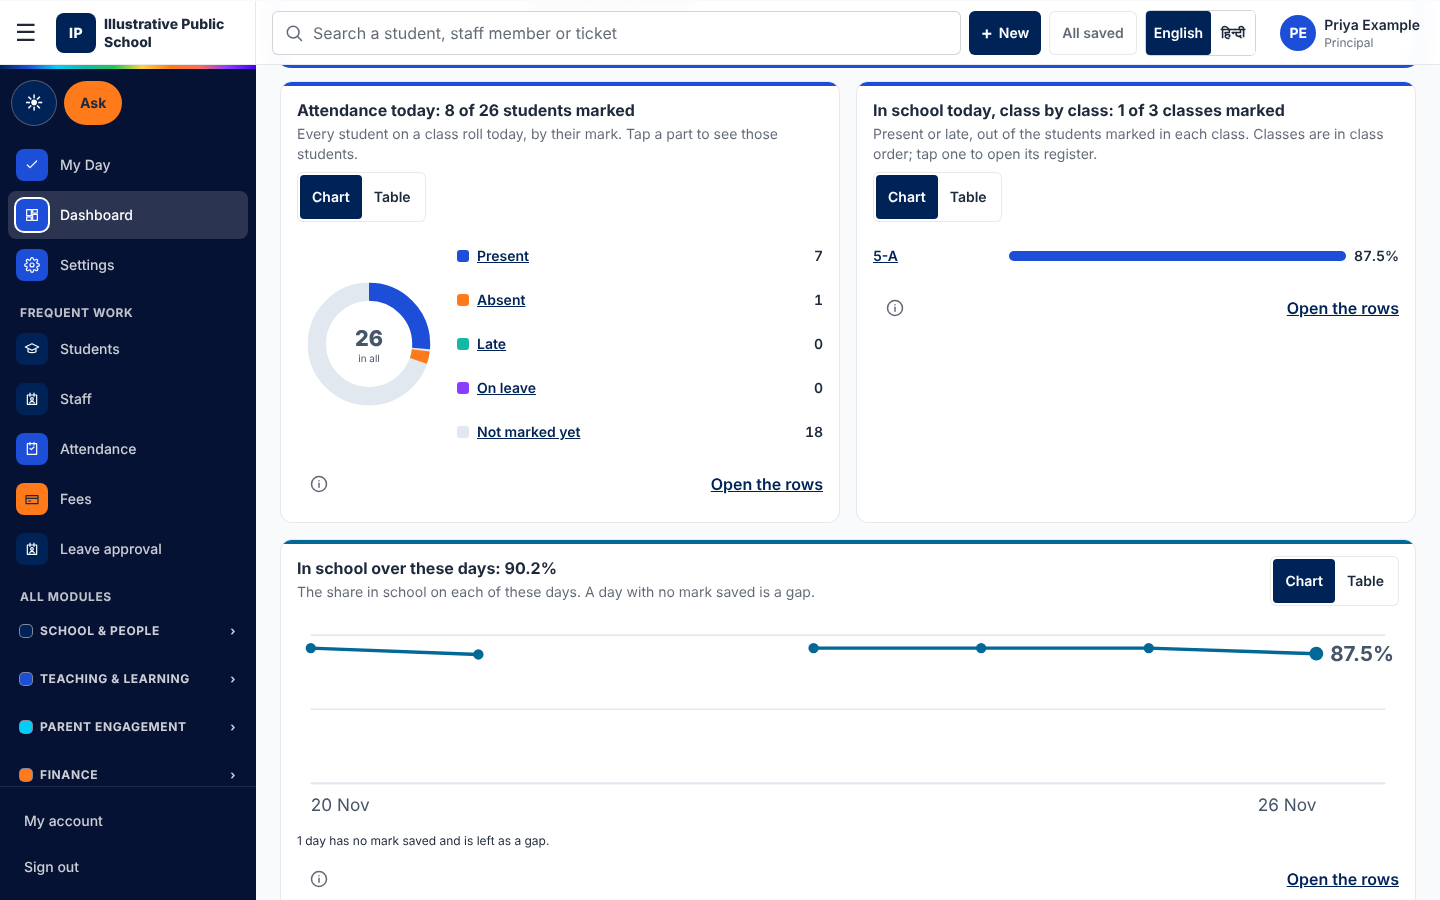 ☰
IP
Illustrative Public
School
Search a student, staff member or ticket
+ New
All saved
English
हिन्दी
PE
Priya Example
Principal
Ask
My Day
Dashboard
Settings
FREQUENT WORK
Students
Staff
Attendance
Fees
Leave approval
ALL MODULES
SCHOOL & PEOPLE ›
TEACHING & LEARNING ›
PARENT ENGAGEMENT ›
FINANCE ›
My account
Sign out
Attendance today: 8 of 26 students marked
Every student on a class roll today, by their mark. Tap a part to see those
students.
Chart
Table
26
in all
Present 7
Absent 1
Late 0
On leave 0
Not marked yet 18
Open the rows
In school today, class by class: 1 of 3 classes marked
Present or late, out of the students marked in each class. Classes are in class
order; tap one to open its register.
Chart
Table
5-A 87.5%
Open the rows
In school over these days: 90.2%
The share in school on each of these days. A day with no mark saved is a gap.
Chart
Table
87.5%
20 Nov
26 Nov
1 day has no mark saved and is left as a gap.
Open the rows